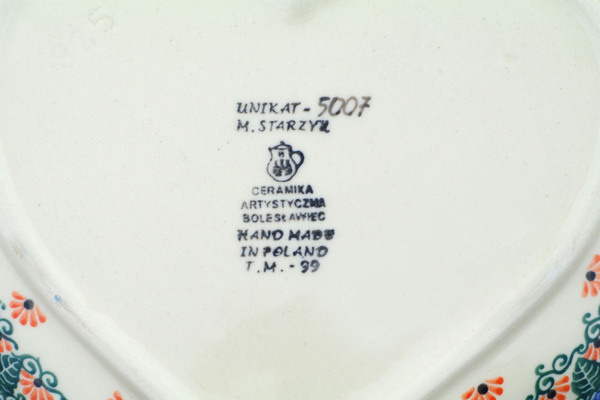 UNIKAT - 5007
M. STARZYK
CERAMIKA
ARTYSTYCZNA
BOLESŁAWIEC
HAND MADE
IN POLAND
T. M. - 99